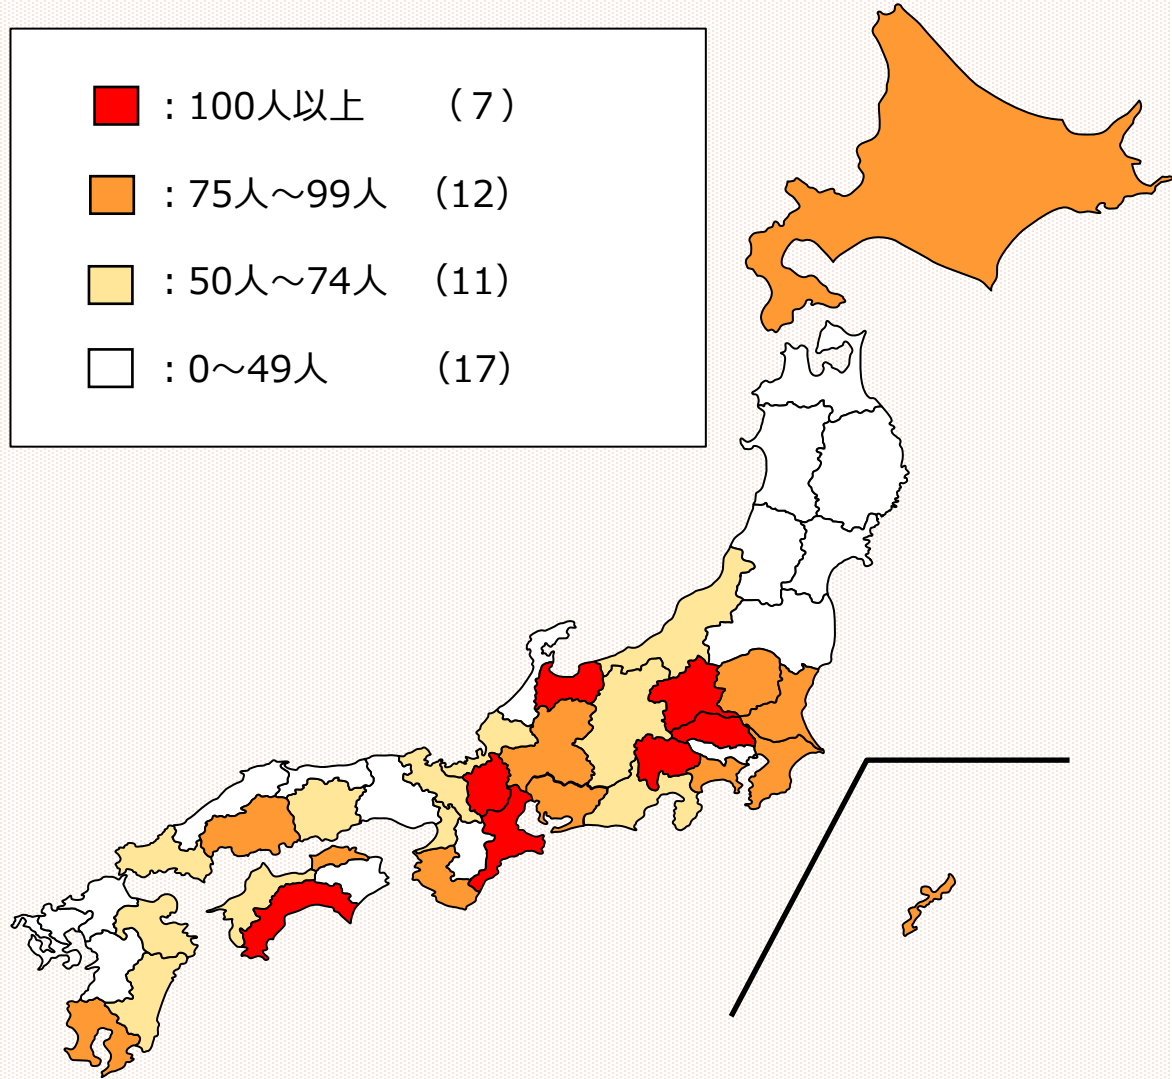 ：100人以上　　（7）
：75人～99人　（12）
：50人～74人　（11）
：0～49人　　　（17）